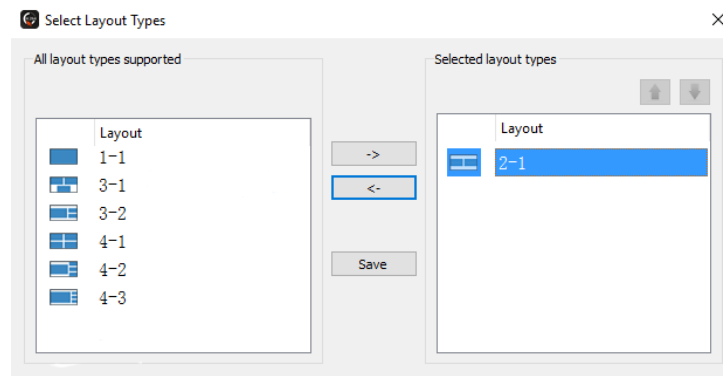 Select Layout Types
All layout types supported
Layout
1-1
3-1
3-2
4-1
4-2
4-3
->
<-
Save
Selected layout types
Layout
2-1